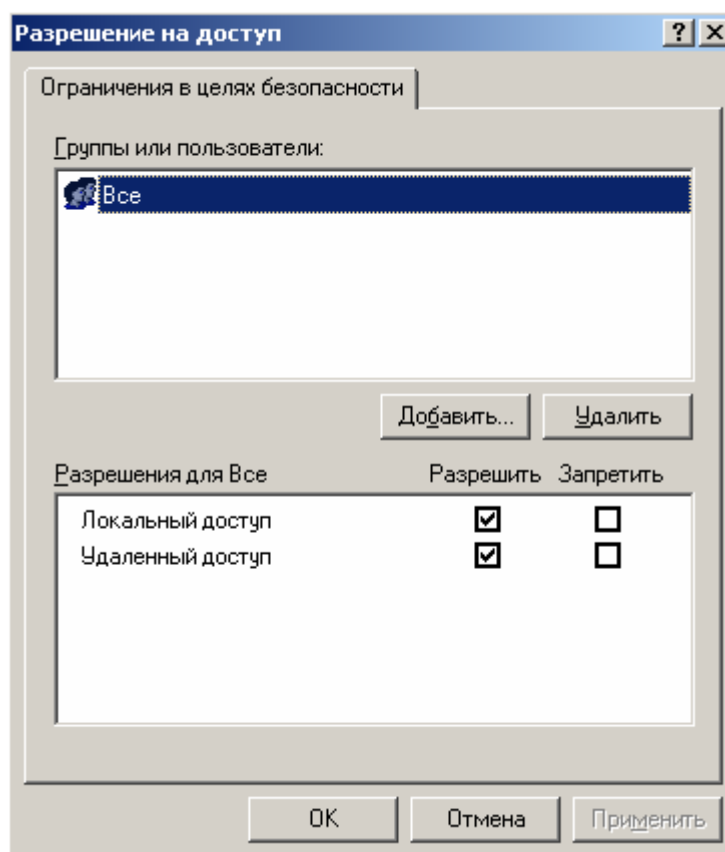 Разрешение на доступ
Ограничения в целях безопасности
Группы или пользователи:
Все
Добавить... Удалить
Разрешения для Все Разрешить Запретить
Локальный доступ
Удаленный доступ
OK Отмена Применить